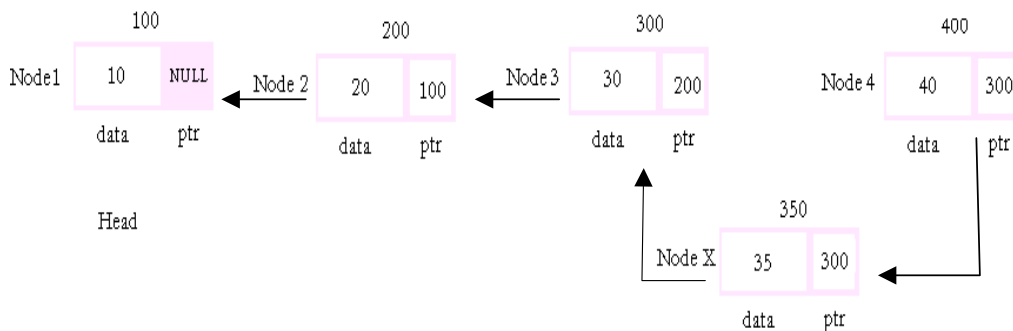 100
200
300
400
Node1 10 NULL
Node 2 20 100
Node 3 30 200
Node 4 40 300
data ptr
data ptr
data ptr
data ptr
Head
350
Node X 35 300
data ptr